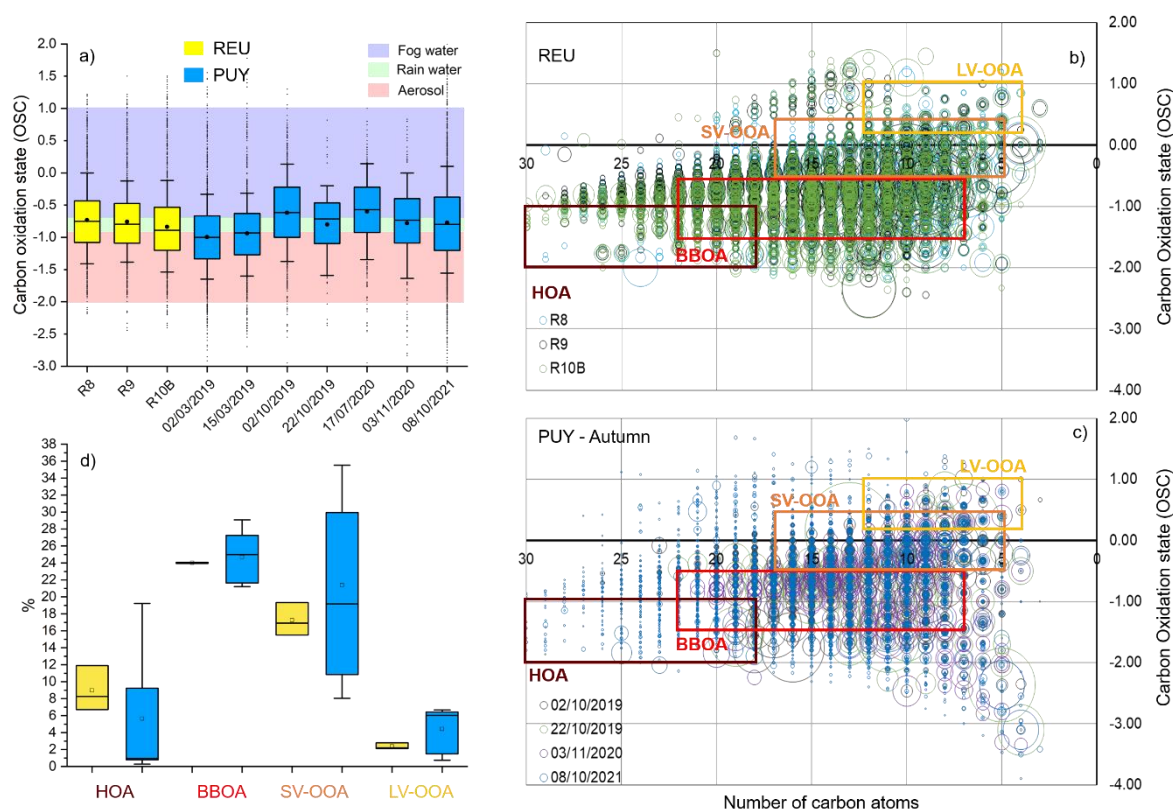 a)
REU
PUY
Fog water
Rain water
Aerosol
Carbon oxidation state (OSC)
2.0
1.5
1.0
0.5
0.0
-0.5
-1.0
-1.5
-2.0
-2.5
-3.0
R8
R9
R10B
02/03/2019
15/03/2019
02/10/2019
22/10/2019
17/07/2020
03/11/2020
08/10/2021
b)
REU
LV-OOA
SV-OOA
BBOA
HOA
R8
R9
R10B
30
25
20
15
10
5
0
2.00
1.00
0.00
-1.00
-2.00
-3.00
-4.00
Carbon Oxidation state (OSC)
d)
%
38
36
34
32
30
28
26
24
22
20
18
16
14
12
10
8
6
4
2
0
HOA
BBOA
SV-OOA
LV-OOA
c)
PUY - Autumn
LV-OOA
SV-OOA
BBOA
HOA
02/10/2019
22/10/2019
03/11/2020
08/10/2021
30
25
20
15
10
5
0
2.00
1.00
0.00
-1.00
-2.00
-3.00
-4.00
Carbon Oxidation state (OSC)
Number of carbon atoms